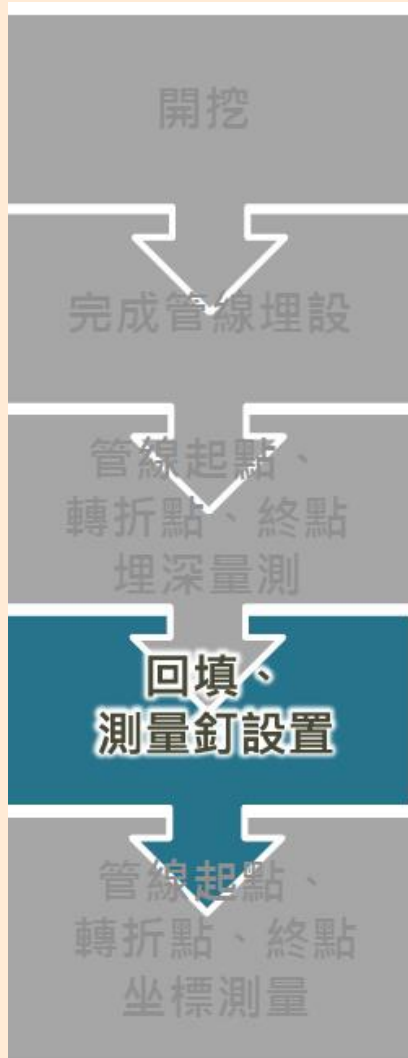 開挖
完成管線埋設
管線起點、
轉折點、終點
埋深量測
回填、
測量釘設置
管線起點、
轉折點、終點
坐標測量